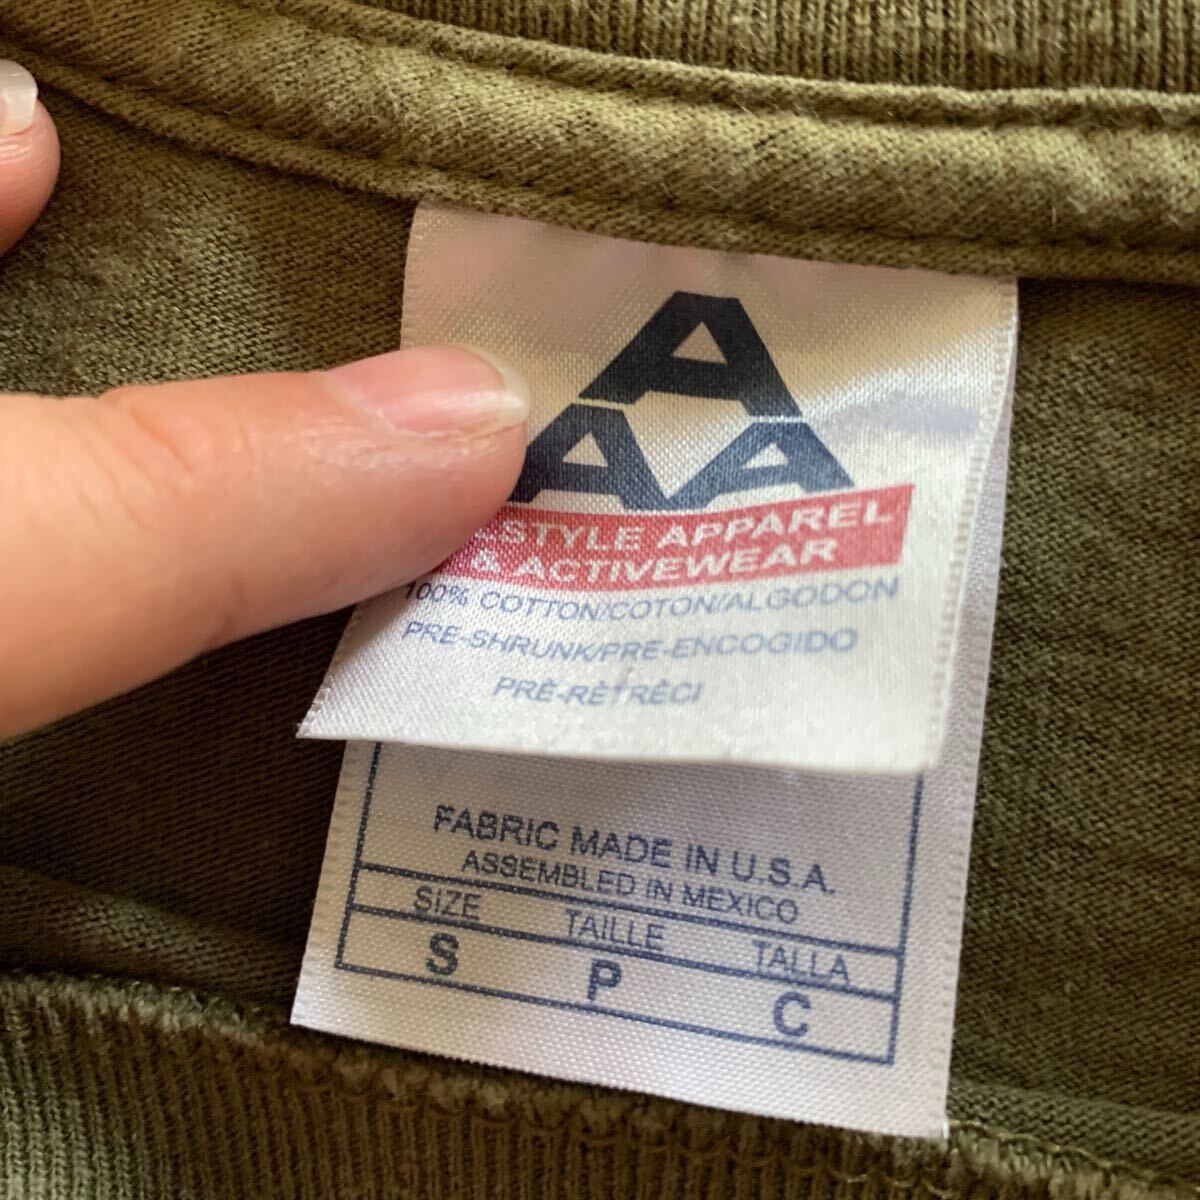 AAA
STYLE APPAREL
& ACTIVEWEAR
100% COTTON/COTON/ALGODON
PRE-SHRUNK/PRE-ENCOGIDO
PRÉ-RÈTRÉCI
FABRIC MADE IN U.S.A.
ASSEMBLED IN MEXICO
SIZE TAILLE TALLA
S P C